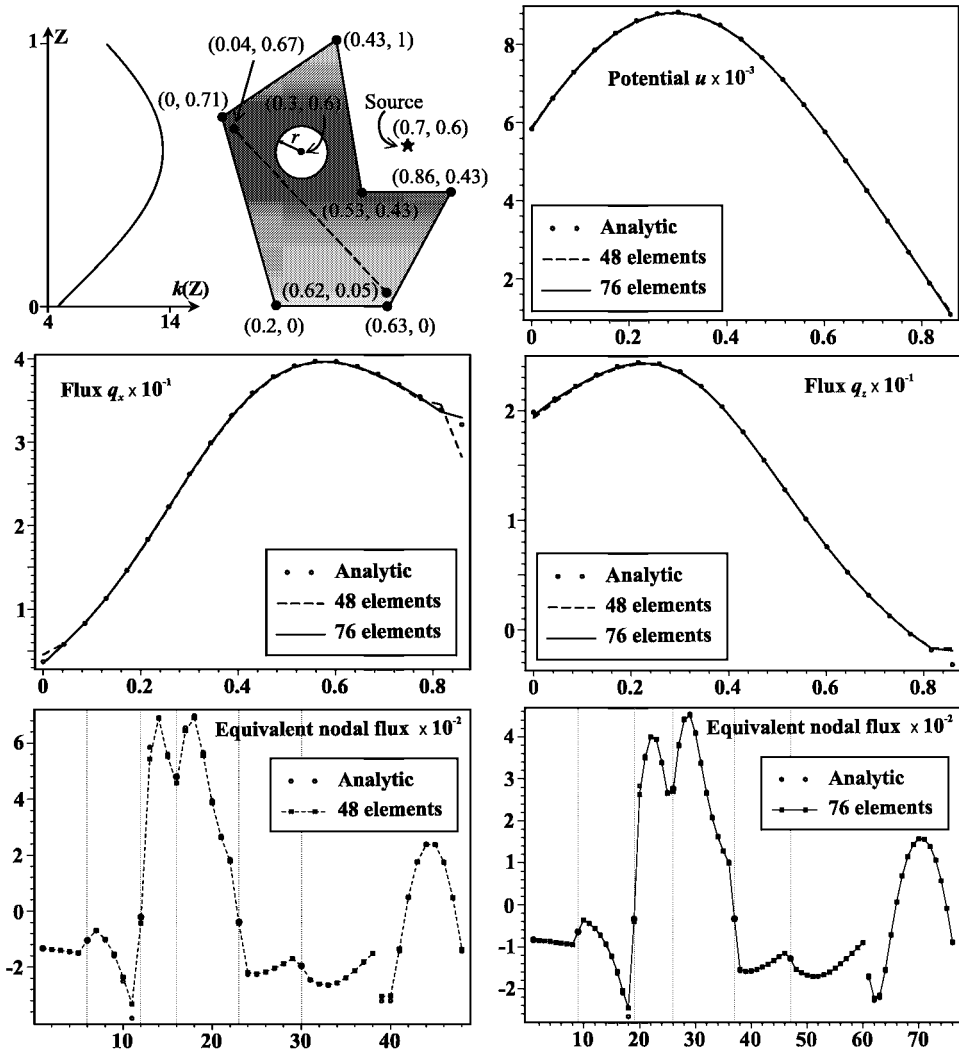 1 Z
(0.04, 0.67)
(0.43, 1)
(0, 0.71)
(0.3, 0.6)
Source
r
(0.7, 0.6)
(0.86, 0.43)
(0.53, 0.43)
(0.62, 0.05)
k(Z)
0
4 14
(0.2, 0)
(0.63, 0)
Potential u × 10⁻³
8
6
4
2
Analytic
48 elements
76 elements
0 0.2 0.4 0.6 0.8
Flux qₓ × 10⁻¹
4
3
2
1
Analytic
48 elements
76 elements
0 0.2 0.4 0.6 0.8
Flux q_z × 10⁻¹
2
1
0
Analytic
48 elements
76 elements
0 0.2 0.4 0.6 0.8
Equivalent nodal flux × 10⁻²
6
4
2
0
-2
Analytic
48 elements
10 20 30 40
Equivalent nodal flux × 10⁻²
4
3
2
1
0
-1
-2
Analytic
76 elements
10 20 30 40 50 60 70